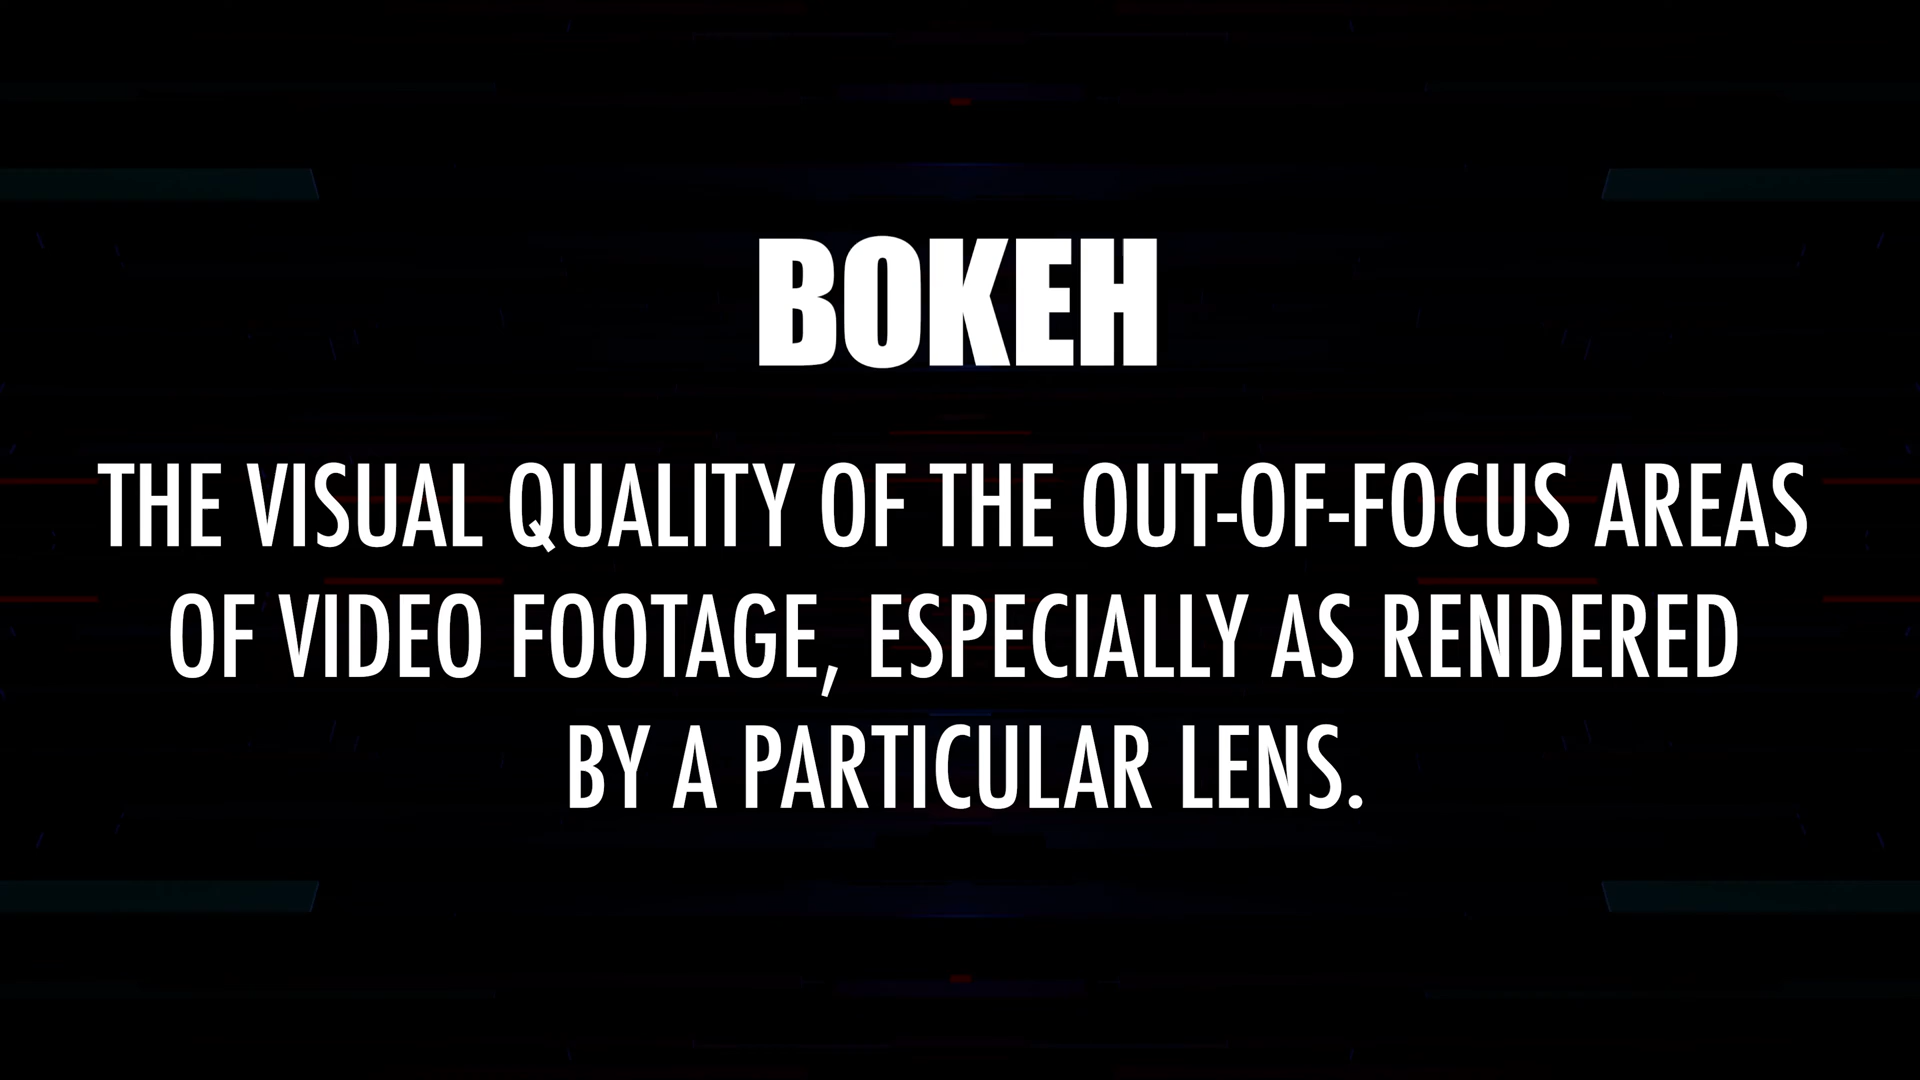 BOKEH
THE VISUAL QUALITY OF THE OUT-OF-FOCUS AREAS
OF VIDEO FOOTAGE, ESPECIALLY AS RENDERED
BY A PARTICULAR LENS.